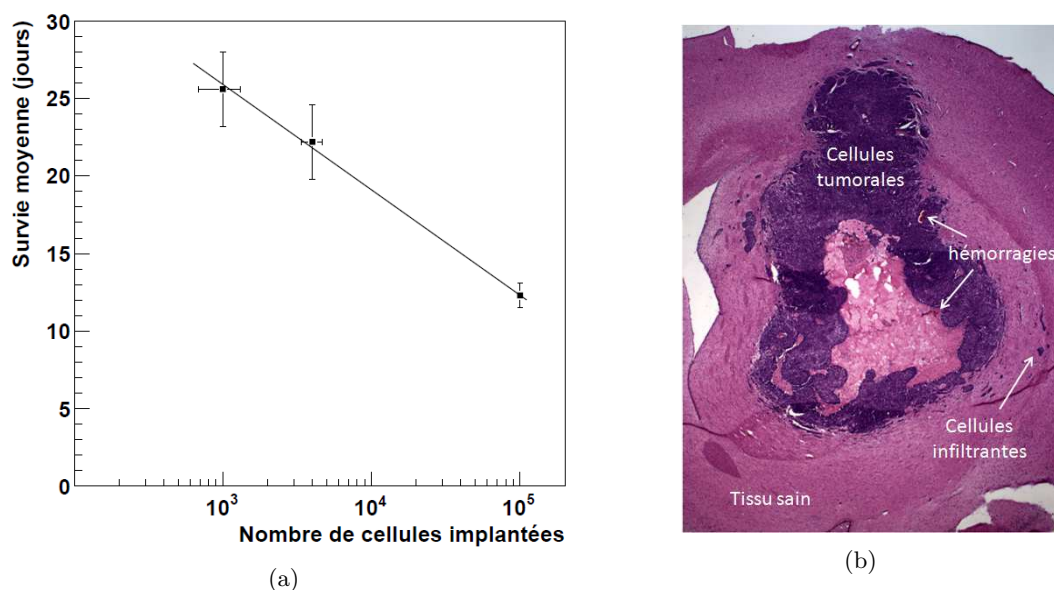 30
25
20
15
10
5
0
Survie moyenne (jours)
10³
10⁴
10⁵
Nombre de cellules implantées
(a)
Cellules
tumorales
hémorragies
Cellules
infiltrantes
Tissu sain
(b)